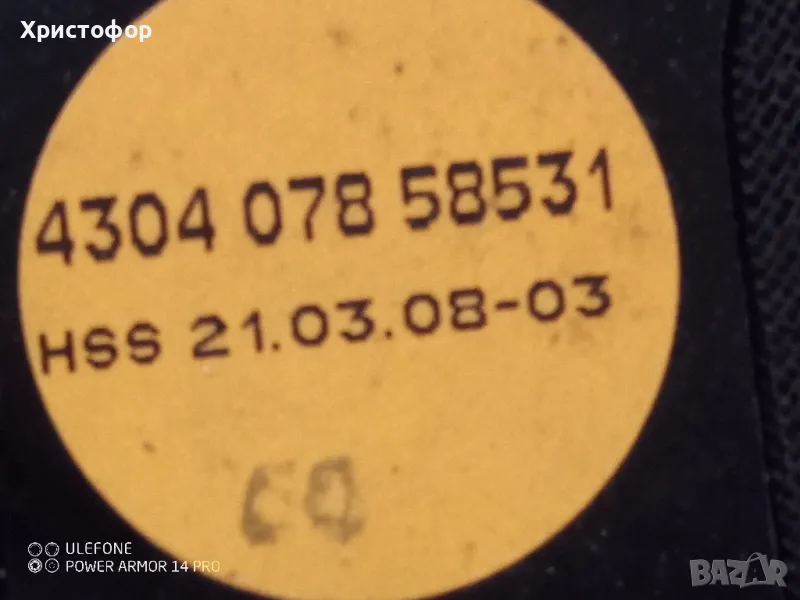 Христофор
4304 078 58531
HSS 21.03.08-03
ULEFONE
POWER ARMOR 14 PRO
BAZAR